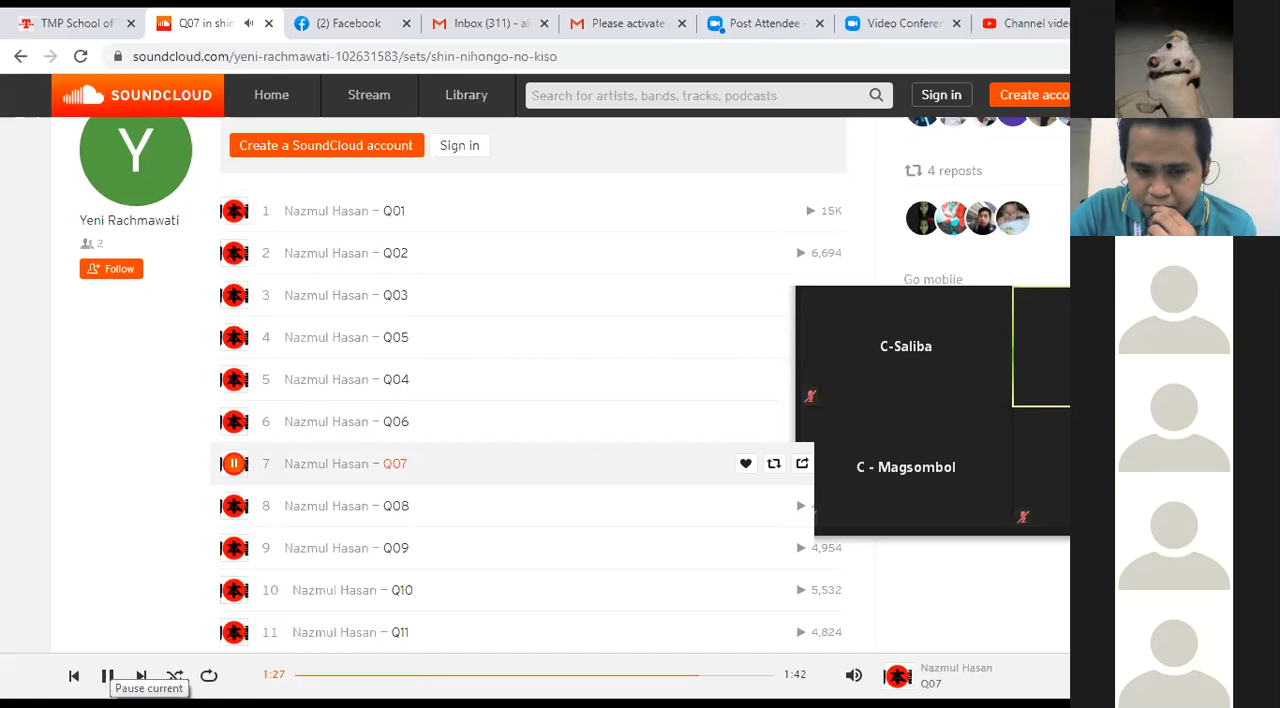 TMP School of
Q07 in shin
(2) Facebook
Inbox (311) - al
Please activate
Post Attendee -
Video Conferen
Channel video
soundcloud.com/yeni-rachmawati-102631583/sets/shin-nihongo-no-kiso
SOUNDCLOUD
Home
Stream
Library
Search for artists, bands, tracks, podcasts
Sign in
Create acco
Y
Create a SoundCloud account
Sign in
4 reposts
Yeni Rachmawati
2
Follow
Go mobile
1 Nazmul Hasan – Q01 15K
2 Nazmul Hasan – Q02 6,694
3 Nazmul Hasan – Q03
4 Nazmul Hasan – Q05
5 Nazmul Hasan – Q04
6 Nazmul Hasan – Q06
7 Nazmul Hasan – Q07
8 Nazmul Hasan – Q08
9 Nazmul Hasan – Q09 4,954
10 Nazmul Hasan – Q10 5,532
11 Nazmul Hasan – Q11 4,824
C-Saliba
C - Magsombol
Pause current
1:27
1:42
Nazmul Hasan
Q07